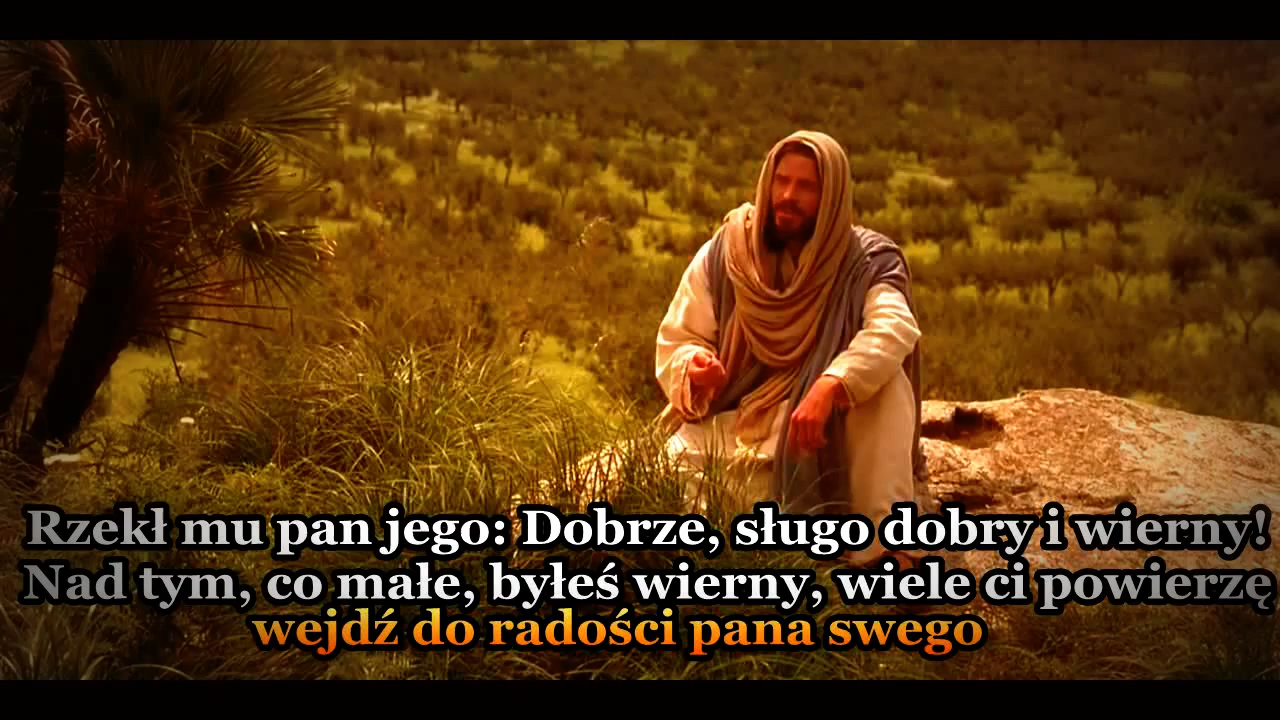 Rzekł mu pan jego: Dobrze, sługo dobry i wierny!
Nad tym, co małe, byłeś wierny, wiele ci powierzę
wejdź do radości pana swego